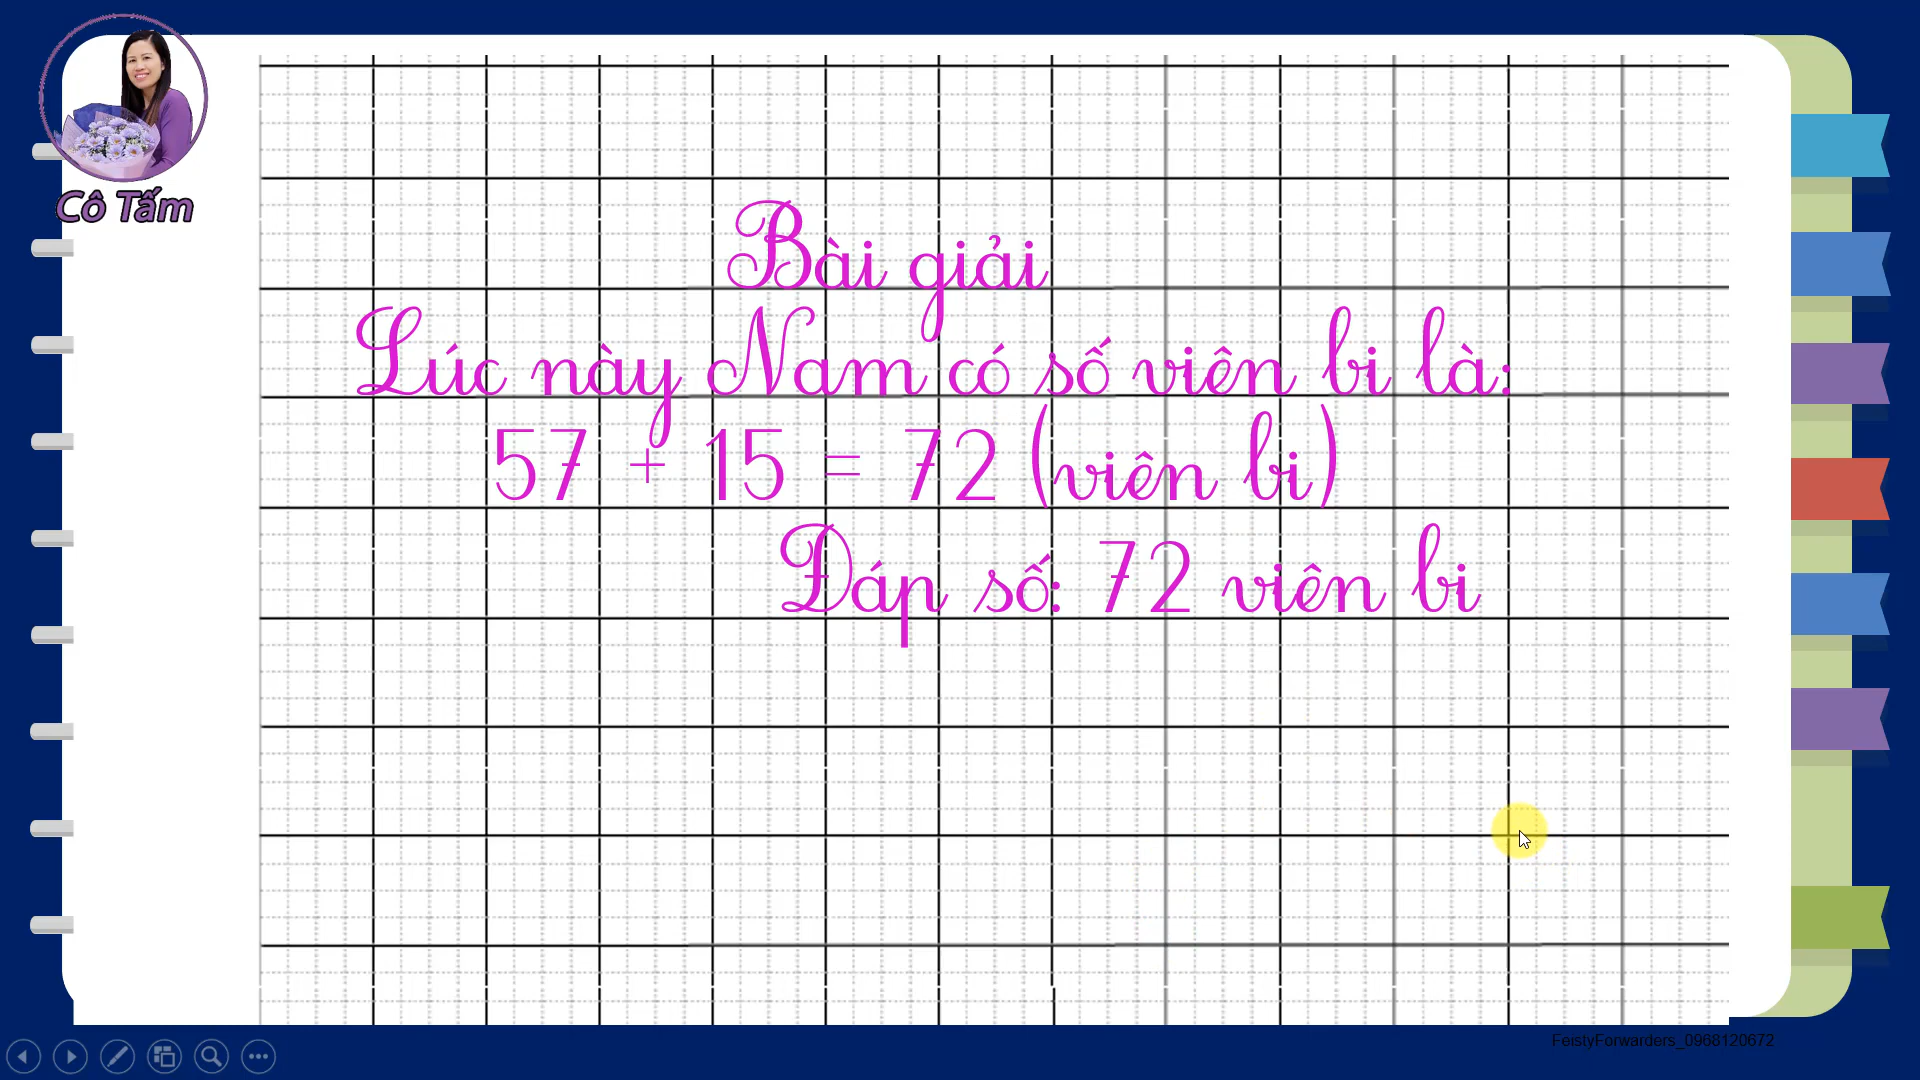 Cô Tấm
Bài giải
Lúc này Nam có số viên bi là:
57 + 15 = 72 (viên bi)
Đáp số: 72 viên bi
FeistyForwarders_0968120672